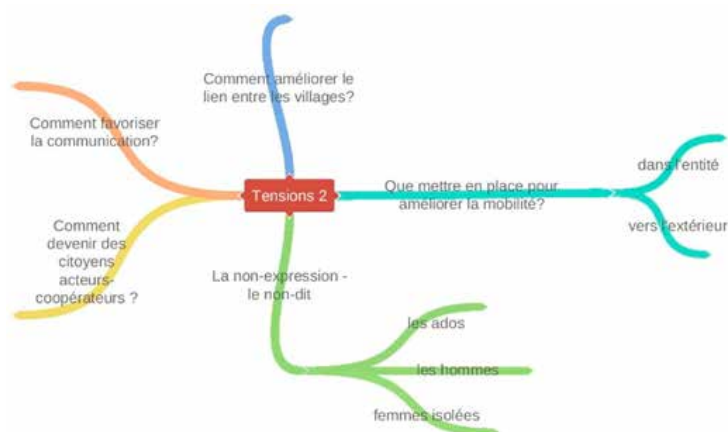 Comment améliorer le
lien entre les villages?
Comment favoriser
la communication?
Tensions 2
Que mettre en place pour
améliorer la mobilité?
dans l'entité
vers l'extérieur
Comment
devenir des
citoyens
acteurs-
coopérateurs ?
La non-expression -
le non-dit
les ados
les hommes
femmes isolées